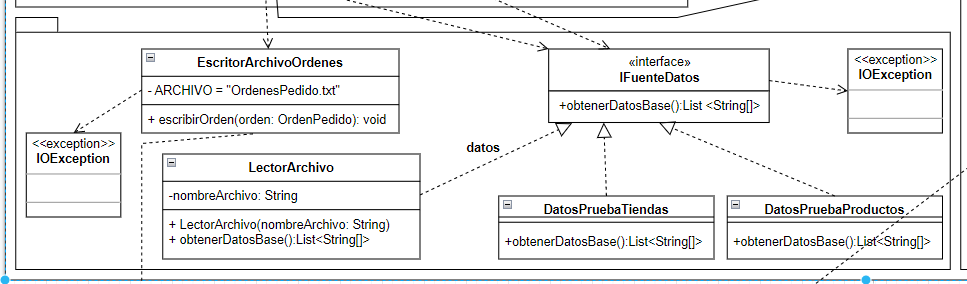 EscritorArchivoOrdenes
- ARCHIVO = "OrdenesPedido.txt"
+ escribirOrden(orden: OrdenPedido): void
<<exception>>
IOException
LectorArchivo
-nombreArchivo: String
+ LectorArchivo(nombreArchivo: String)
+ obtenerDatosBase():List<String[]>
datos
«interface»
IFuenteDatos
+obtenerDatosBase():List <String[]>
<<exception>>
IOException
DatosPruebaTiendas
+obtenerDatosBase():List<String[]>
DatosPruebaProductos
+obtenerDatosBase():List<String[]>